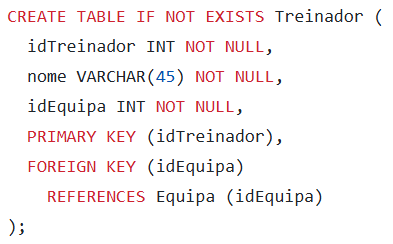 CREATE TABLE IF NOT EXISTS Treinador (
  idTreinador INT NOT NULL,
  nome VARCHAR(45) NOT NULL,
  idEquipa INT NOT NULL,
  PRIMARY KEY (idTreinador),
  FOREIGN KEY (idEquipa)
    REFERENCES Equipa (idEquipa)
);